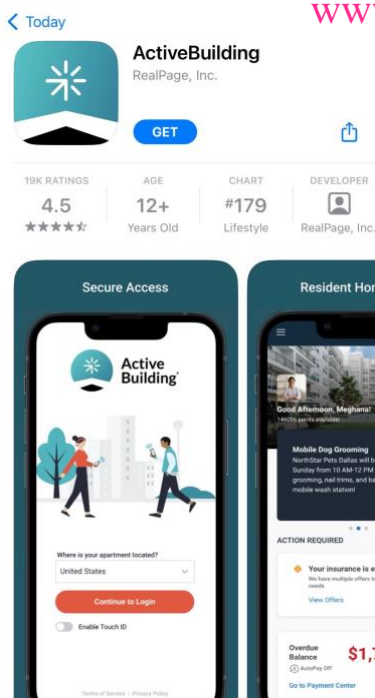 Today
WWW
ActiveBuilding
RealPage, Inc.
GET
19K RATINGS
AGE
CHART
DEVELOPER
4.5
12+
#179
Years Old
Lifestyle
RealPage, Inc.
Secure Access
Resident Hom
Active
Building
Good Afternoon, Meghana!
Mobile Dog Grooming
NorthStar Pets Dallas will b
Sunday from 10 AM-12 PM
grooming, nail trims, and ba
mobile wash station!
Where is your apartment located?
United States
Continue to Login
Enable Touch ID
Terms of Service | Privacy Policy
ACTION REQUIRED
Your insurance is e
We have multiple offers to
needs
View Offers
Overdue
Balance
$1,7
AutoPay Off
Go to Payment Center